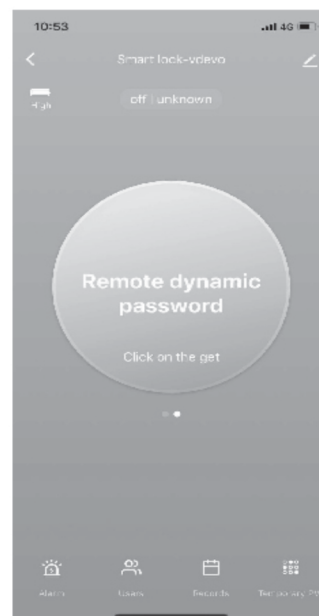 10:53
4G
Smart lock-vdevo
High
off | unknown
Remote dynamic
password
Click on the get
Alarm Users Records Temporary PW